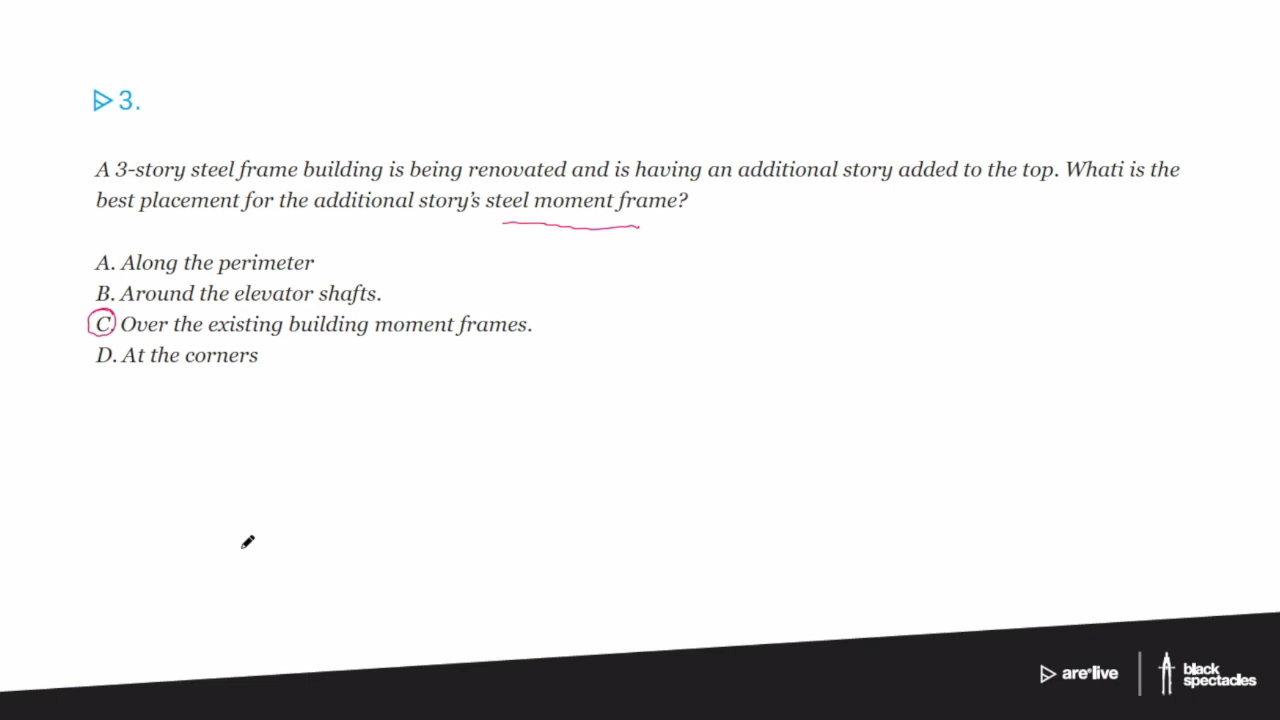 3.
A 3-story steel frame building is being renovated and is having an additional story added to the top. Whati is the
best placement for the additional story's steel moment frame?
A. Along the perimeter
B. Around the elevator shafts.
C. Over the existing building moment frames.
D. At the corners
are®live
black
spectacles